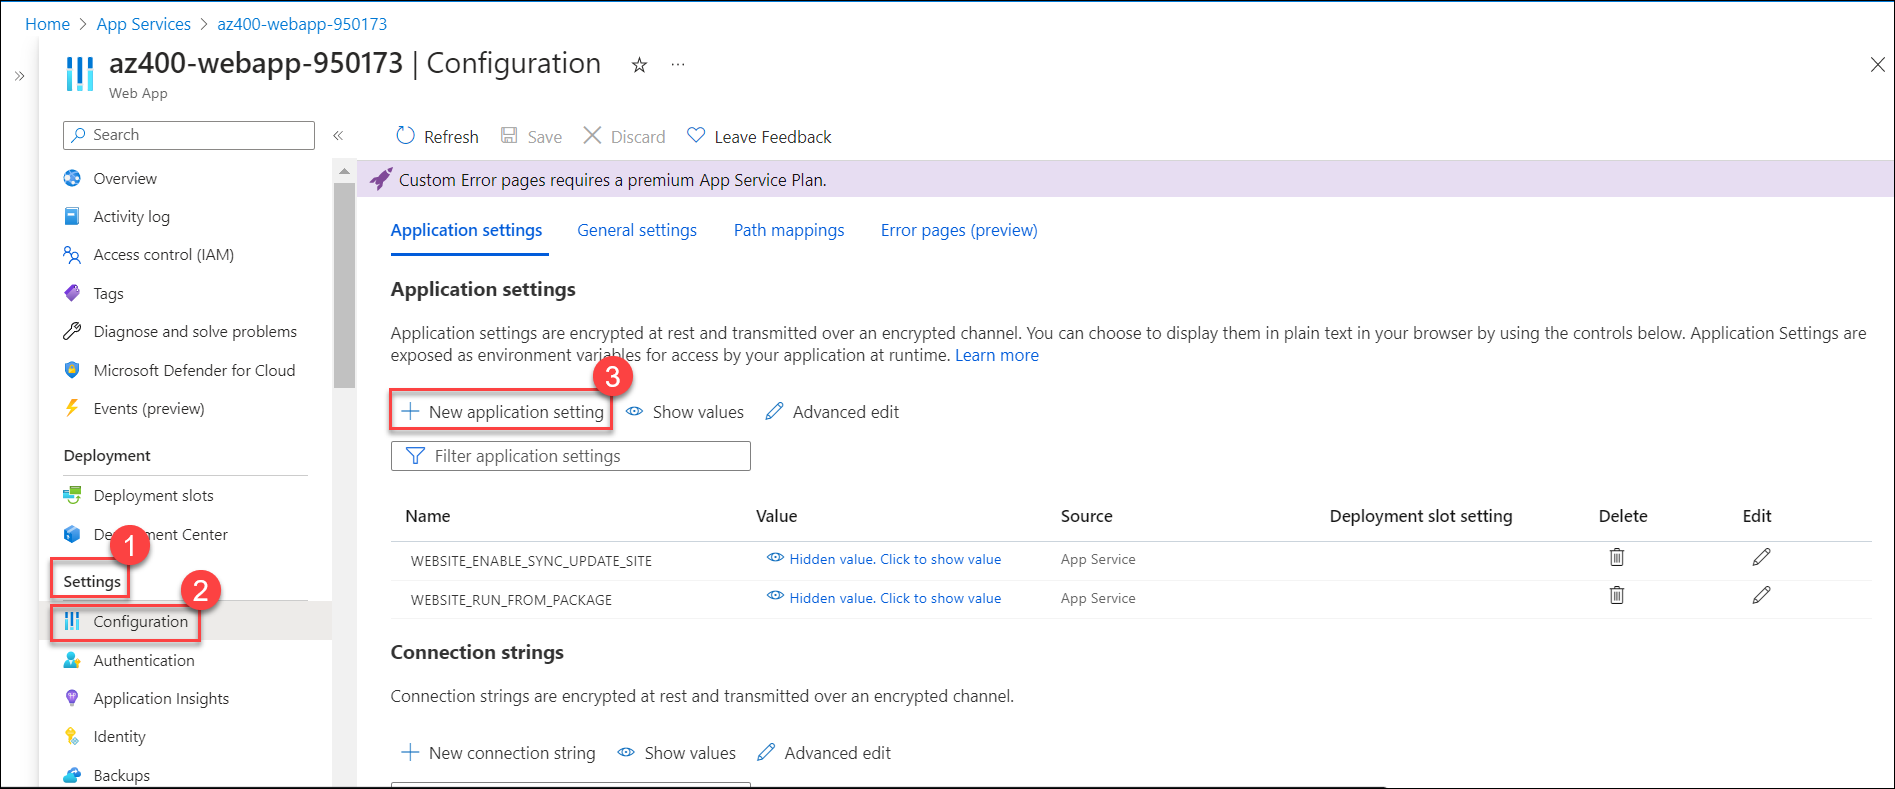 Home > App Services > az400-webapp-950173
az400-webapp-950173 | Configuration
Web App
Search
Refresh Save Discard Leave Feedback
Custom Error pages requires a premium App Service Plan.
Overview
Activity log
Access control (IAM)
Tags
Diagnose and solve problems
Microsoft Defender for Cloud
Events (preview)
Deployment
Deployment slots
Deployment Center
1
Settings
2
Configuration
Authentication
Application Insights
Identity
Backups
Application settings General settings Path mappings Error pages (preview)
Application settings
Application settings are encrypted at rest and transmitted over an encrypted channel. You can choose to display them in plain text in your browser by using the controls below. Application Settings are
exposed as environment variables for access by your application at runtime. Learn more
3
New application setting Show values Advanced edit
Filter application settings
Name Value Source Deployment slot setting Delete Edit
WEBSITE_ENABLE_SYNC_UPDATE_SITE Hidden value. Click to show value App Service
WEBSITE_RUN_FROM_PACKAGE Hidden value. Click to show value App Service
Connection strings
Connection strings are encrypted at rest and transmitted over an encrypted channel.
New connection string Show values Advanced edit